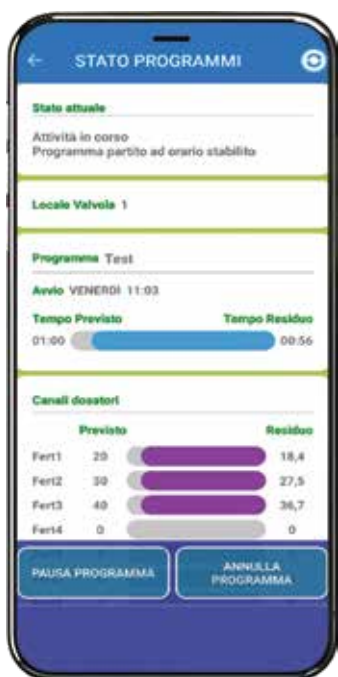 STATO PROGRAMMI
Stato attuale
Attività in corso
Programma partito ad orario stabilito
Locale Valvola 1
Programma Test
Avvio VENERDÌ 11:03
Tempo Previsto Tempo Residuo
01:00 00:56
Canali dosatori
Previsto Residuo
Fert1 20 18,4
Fert2 30 27,5
Fert3 40 36,7
Fert4 0 0
PAUSA PROGRAMMA
ANNULLA
PROGRAMMA